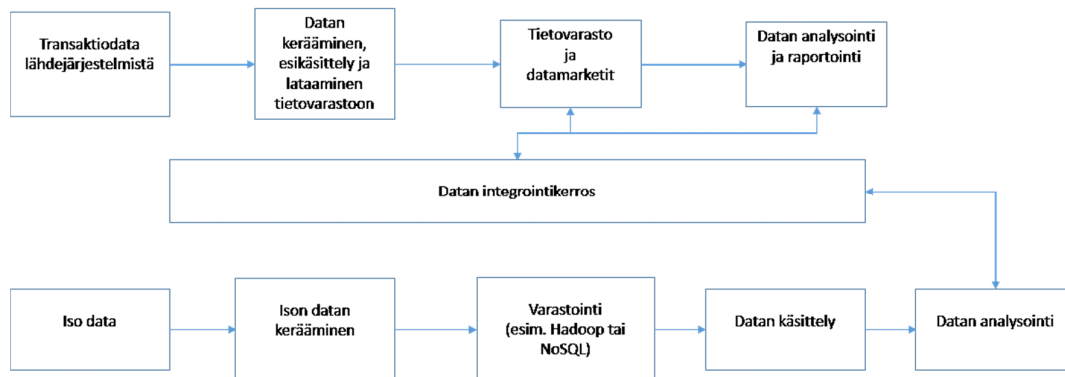 Transaktiodata
lähdejärjestelmistä
Datan
kerääminen,
esikäsittely ja
lataaminen
tietovarastoon
Tietovarasto
ja
datamarketit
Datan analysointi
ja raportointi
Datan integrointikerros
Iso data
Ison datan
kerääminen
Varastointi
(esim. Hadoop tai
NoSQL)
Datan käsittely
Datan analysointi